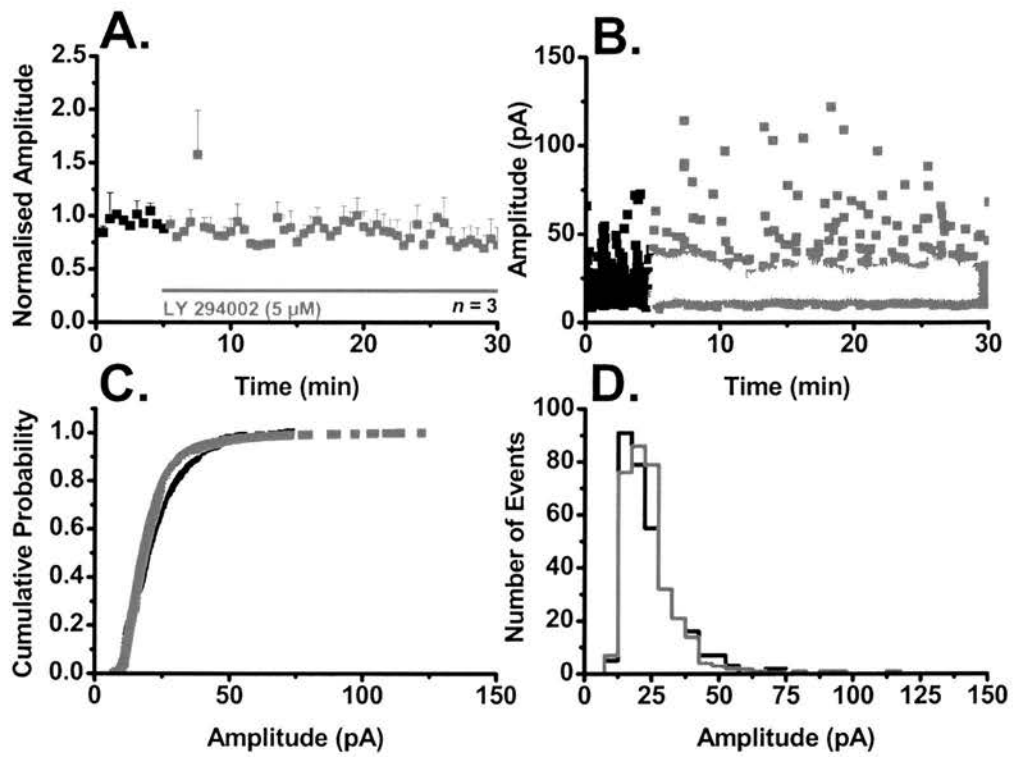 A.
Normalised Amplitude
2.5
2.0
1.5
1.0
0.5
0.0
LY 294002 (5 µM)
n = 3
0 10 20 30
Time (min)
B.
Amplitude (pA)
150
100
50
0
0 10 20 30
Time (min)
C.
Cumulative Probability
1.0
0.8
0.6
0.4
0.2
0.0
0 50 100 150
Amplitude (pA)
D.
Number of Events
100
80
60
40
20
0
0 25 50 75 100 125 150
Amplitude (pA)